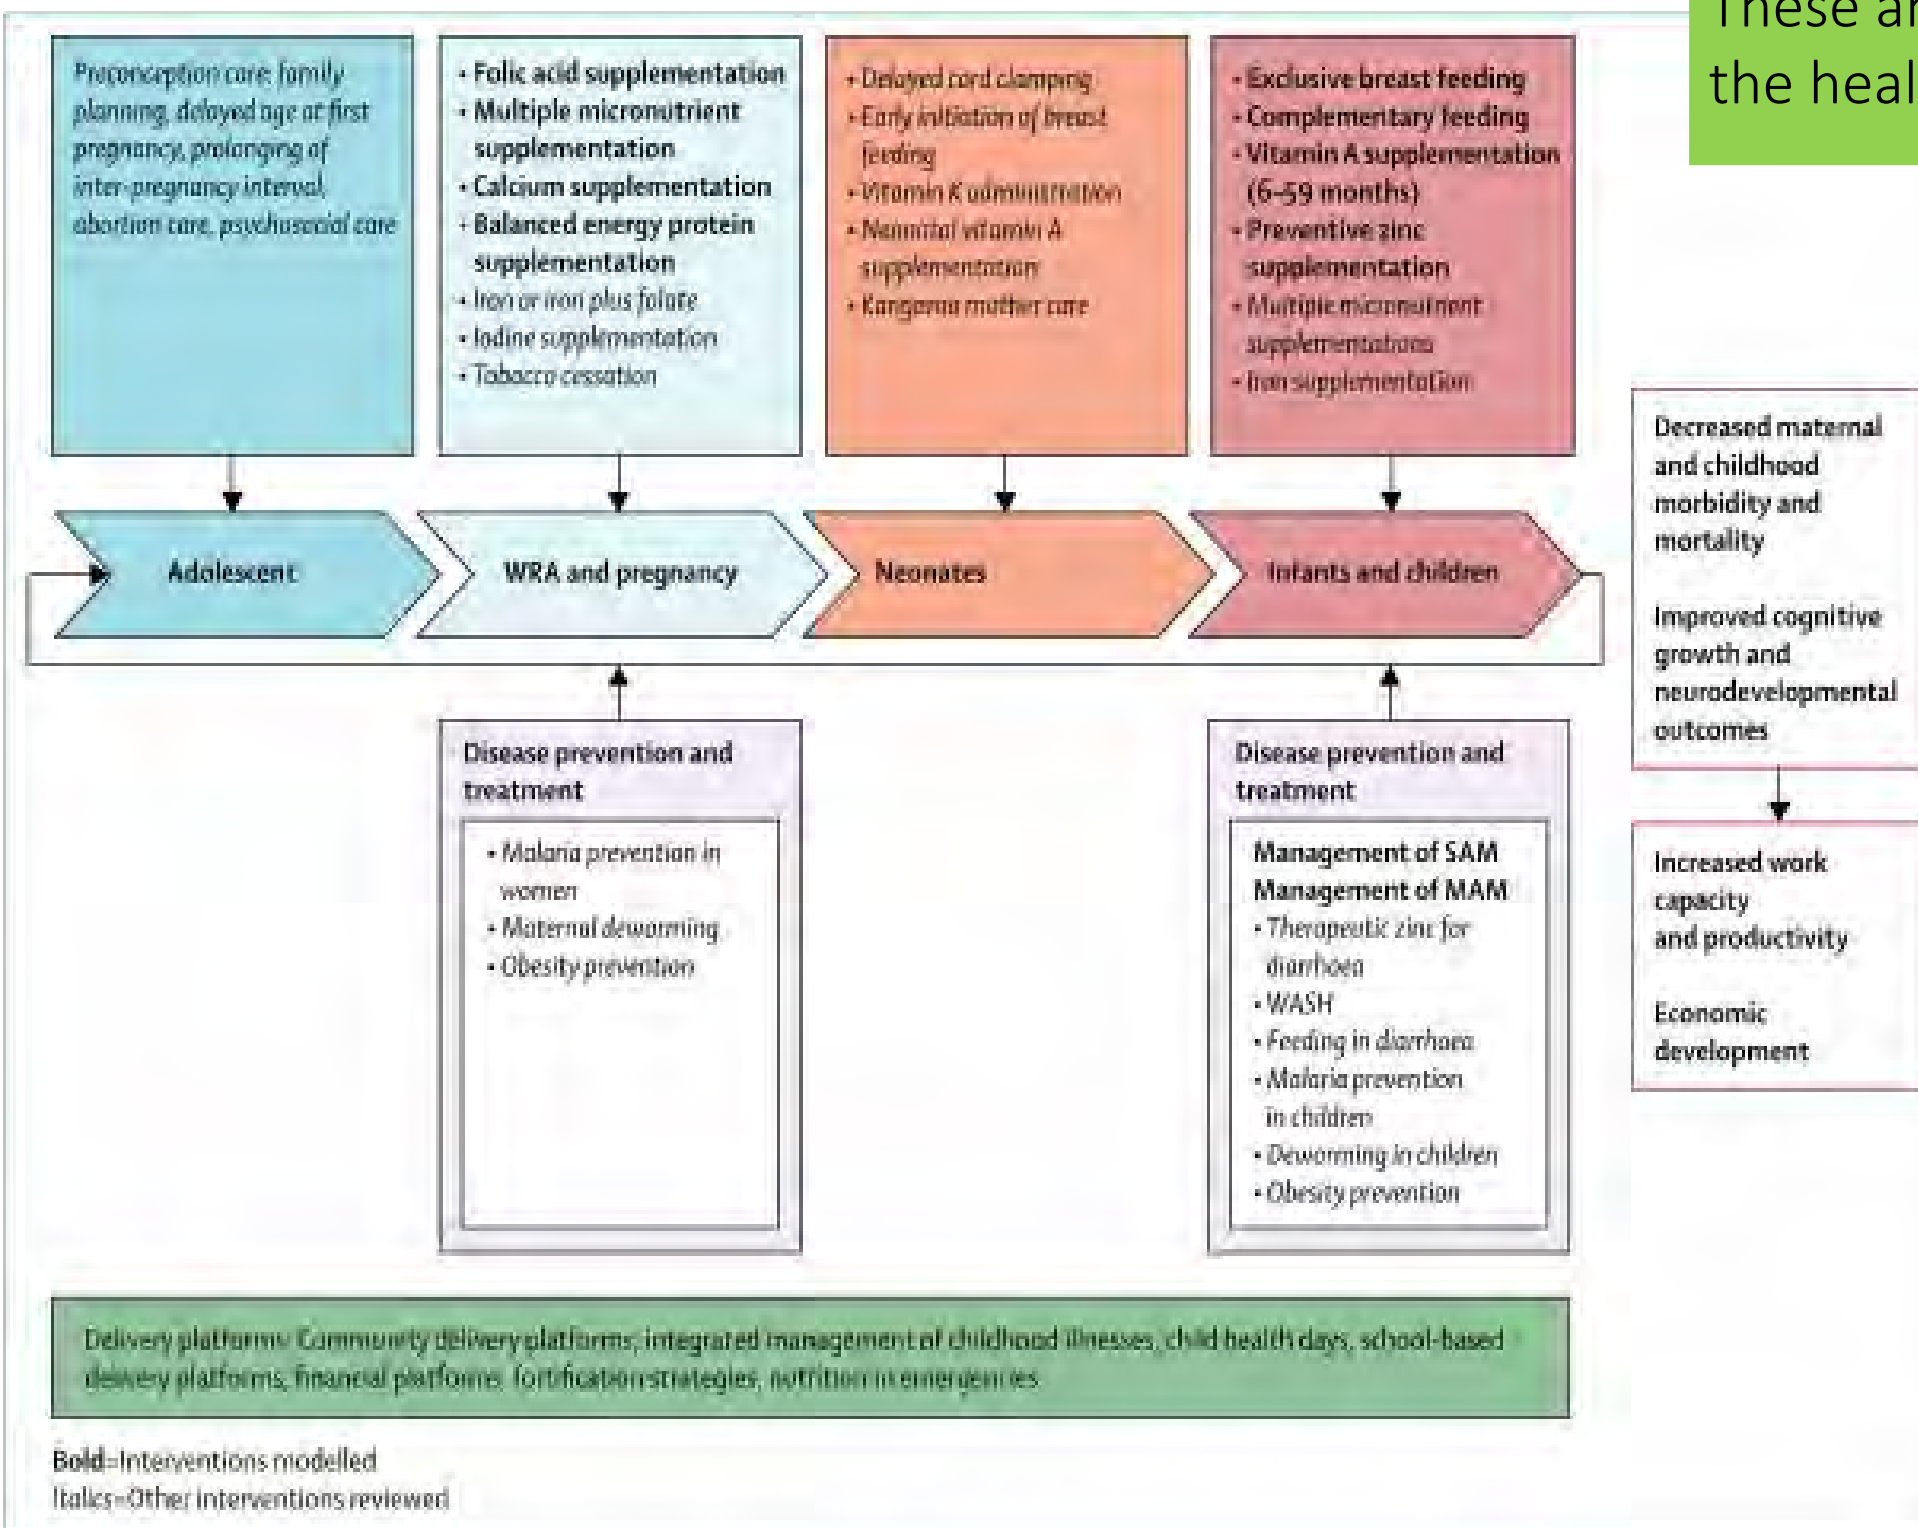 These ar
the heal
Preconception care: family
planning, delayed age at first
pregnancy, prolonging of
inter-pregnancy interval,
abortion care, psychosocial care
• Folic acid supplementation
• Multiple micronutrient
supplementation
• Calcium supplementation
• Balanced energy protein
supplementation
• Iron or iron plus folate
• Iodine supplementation
• Tobacco cessation
• Delayed cord clamping
• Early initiation of breast
feeding
• Vitamin K administration
• Neonatal vitamin A
supplementation
• Kangaroo mother care
• Exclusive breast feeding
• Complementary feeding
• Vitamin A supplementation
(6–59 months)
• Preventive zinc
supplementation
• Multiple micronutrient
supplementations
• Iron supplementation
Adolescent
WRA and pregnancy
Neonates
Infants and children
Decreased maternal
and childhood
morbidity and
mortality
Improved cognitive
growth and
neurodevelopmental
outcomes
Disease prevention and
treatment
• Malaria prevention in
women
• Maternal deworming
• Obesity prevention
Disease prevention and
treatment
Management of SAM
Management of MAM
• Therapeutic zinc for
diarrhoea
• WASH
• Feeding in diarrhoea
• Malaria prevention
in children
• Deworming in children
• Obesity prevention
Increased work
capacity
and productivity
Economic
development
Delivery platforms: Community delivery platforms, integrated management of childhood illnesses, child health days, school-based
delivery platforms, financial platforms, fortification strategies, nutrition in emergencies
Bold=Interventions modelled
Italics=Other interventions reviewed